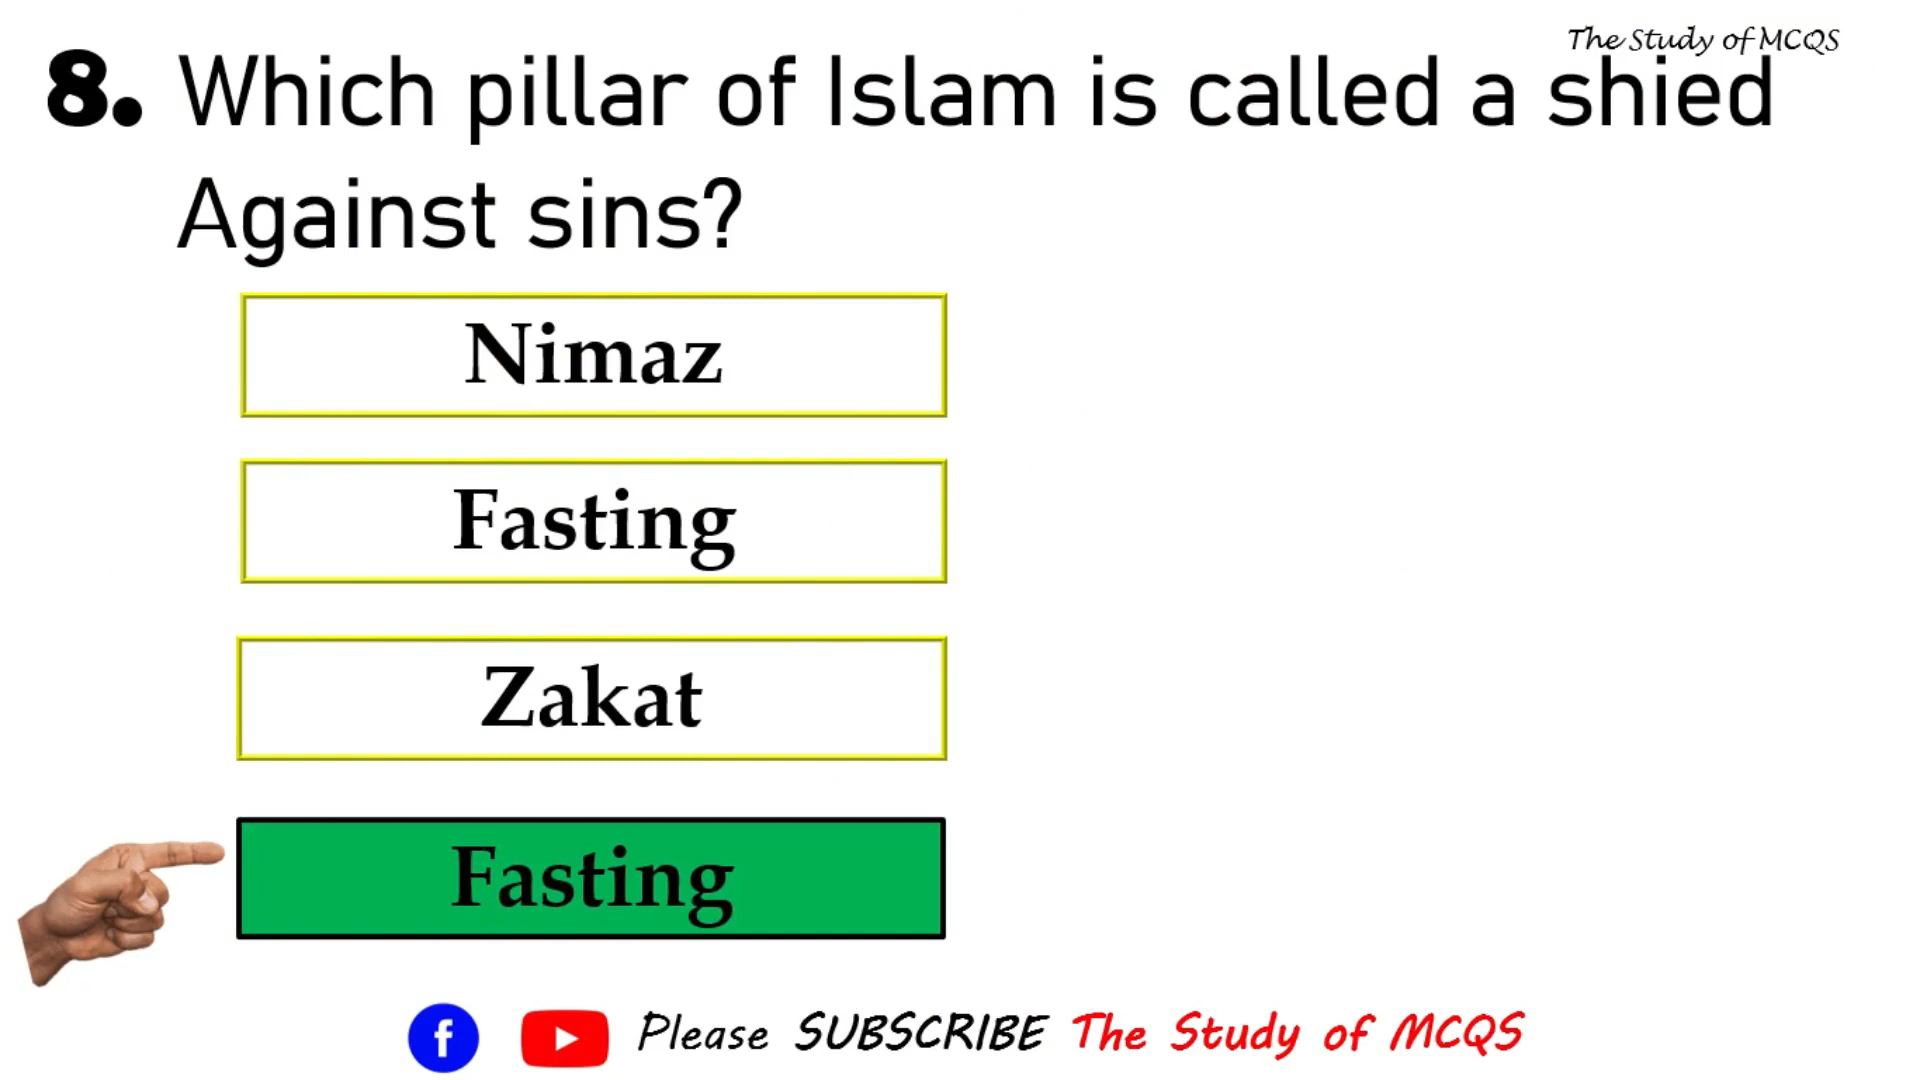 The Study of MCQS
8. Which pillar of Islam is called a shied
Against sins?
Nimaz
Fasting
Zakat
Fasting
f Please SUBSCRIBE The Study of MCQS